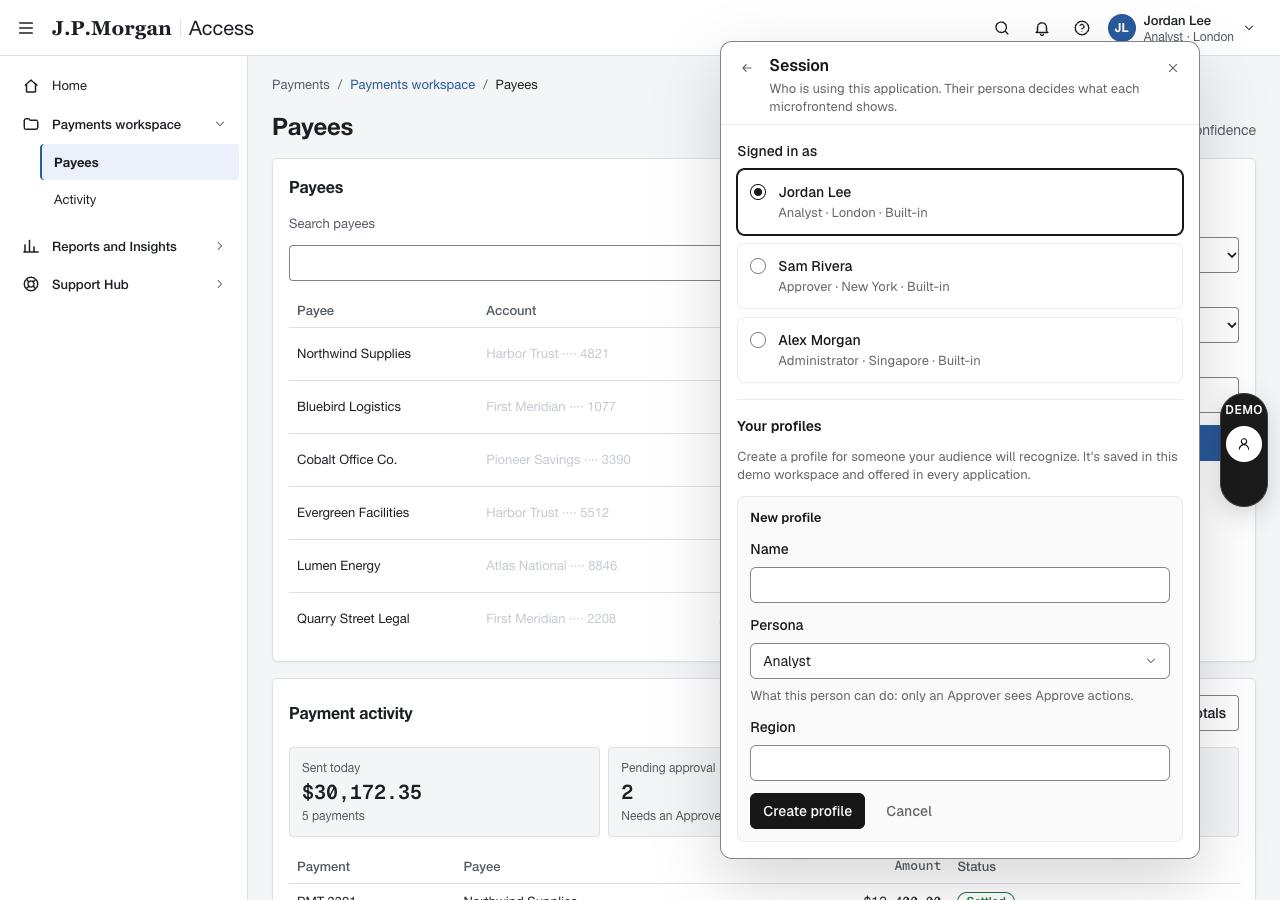 J.P.Morgan Access
JL
Jordan Lee
Analyst · London
Home
Payments workspace
Payees
Activity
Reports and Insights
Support Hub
Payments / Payments workspace / Payees
Payees
Payees
Search payees
Payee Account
Northwind Supplies Harbor Trust ···· 4821
Bluebird Logistics First Meridian ···· 1077
Cobalt Office Co. Pioneer Savings ···· 3390
Evergreen Facilities Harbor Trust ···· 5512
Lumen Energy Atlas National ···· 8846
Quarry Street Legal First Meridian ···· 2208
Payment activity
Sent today
$30,172.35
5 payments
Pending approval
2
Needs an Approve
Payment Payee Amount Status
Northwind Supplies
Session
Who is using this application. Their persona decides what each
microfrontend shows.
Signed in as
Jordan Lee
Analyst · London · Built-in
Sam Rivera
Approver · New York · Built-in
Alex Morgan
Administrator · Singapore · Built-in
Your profiles
Create a profile for someone your audience will recognize. It's saved in this
demo workspace and offered in every application.
New profile
Name
Persona
Analyst
What this person can do: only an Approver sees Approve actions.
Region
Create profile Cancel
DEMO